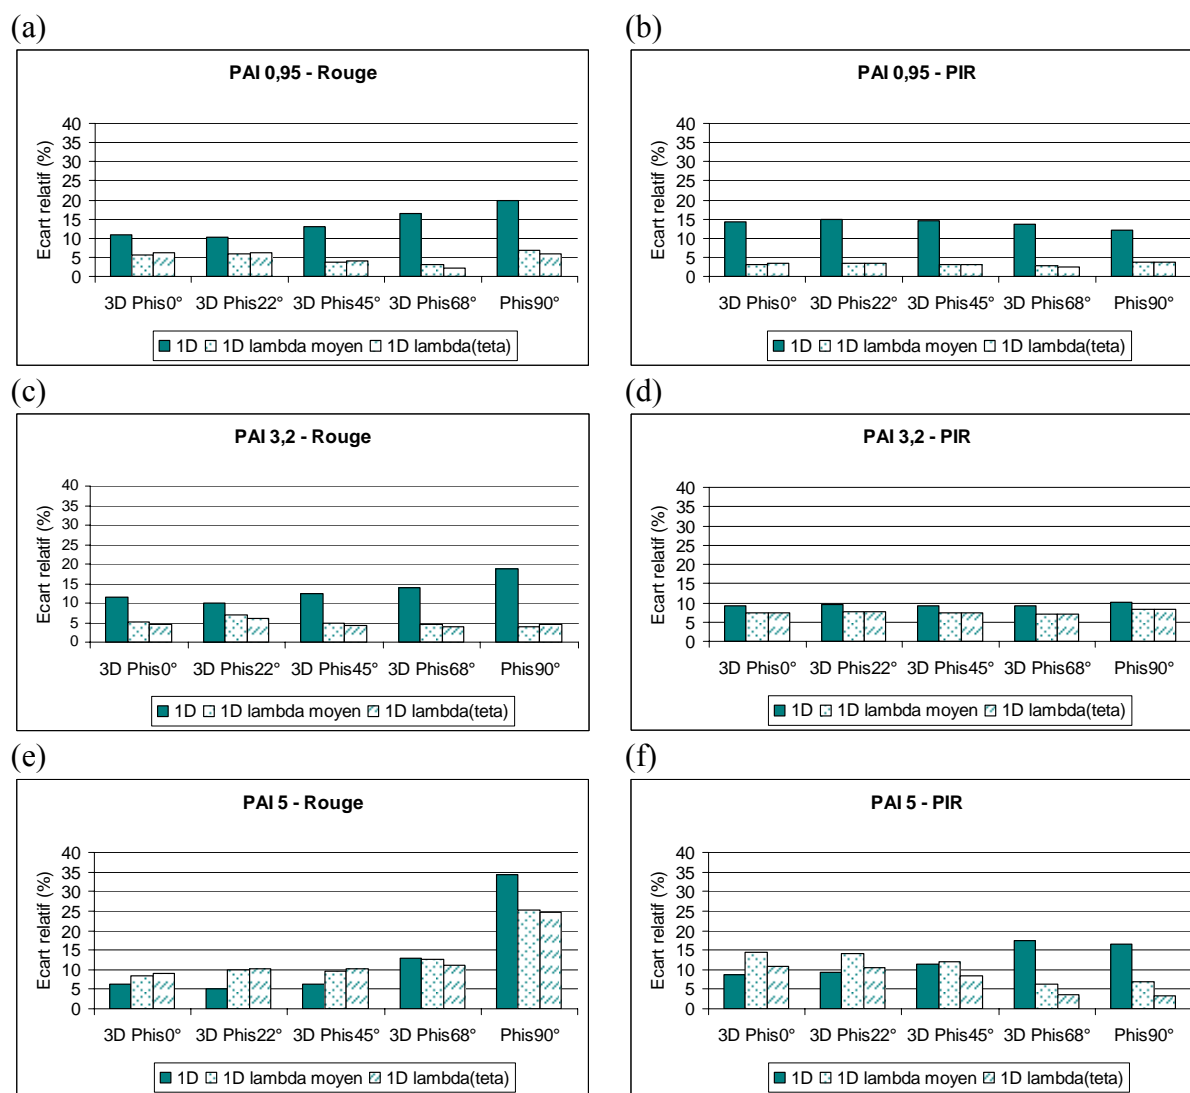 (a)
PAI 0,95 - Rouge
Ecart relatif (%)
40
35
30
25
20
15
10
5
0
3D Phis0° 3D Phis22° 3D Phis45° 3D Phis68° Phis90°
1D 1D lambda moyen 1D lambda(teta)
(b)
PAI 0,95 - PIR
Ecart relatif (%)
40
35
30
25
20
15
10
5
0
3D Phis0° 3D Phis22° 3D Phis45° 3D Phis68° Phis90°
1D 1D lambda moyen 1D lambda(teta)
(c)
PAI 3,2 - Rouge
Ecart relatif (%)
40
35
30
25
20
15
10
5
0
3D Phis0° 3D Phis22° 3D Phis45° 3D Phis68° Phis90°
1D 1D lambda moyen 1D lambda(teta)
(d)
PAI 3,2 - PIR
Ecart relatif (%)
40
35
30
25
20
15
10
5
0
3D Phis0° 3D Phis22° 3D Phis45° 3D Phis68° Phis90°
1D 1D lambda moyen 1D lambda(teta)
(e)
PAI 5 - Rouge
Ecart relatif (%)
40
35
30
25
20
15
10
5
0
3D Phis0° 3D Phis22° 3D Phis45° 3D Phis68° Phis90°
1D 1D lambda moyen 1D lambda(teta)
(f)
PAI 5 - PIR
Ecart relatif (%)
40
35
30
25
20
15
10
5
0
3D Phis0° 3D Phis22° 3D Phis45° 3D Phis68° Phis90°
1D 1D lambda moyen 1D lambda(teta)